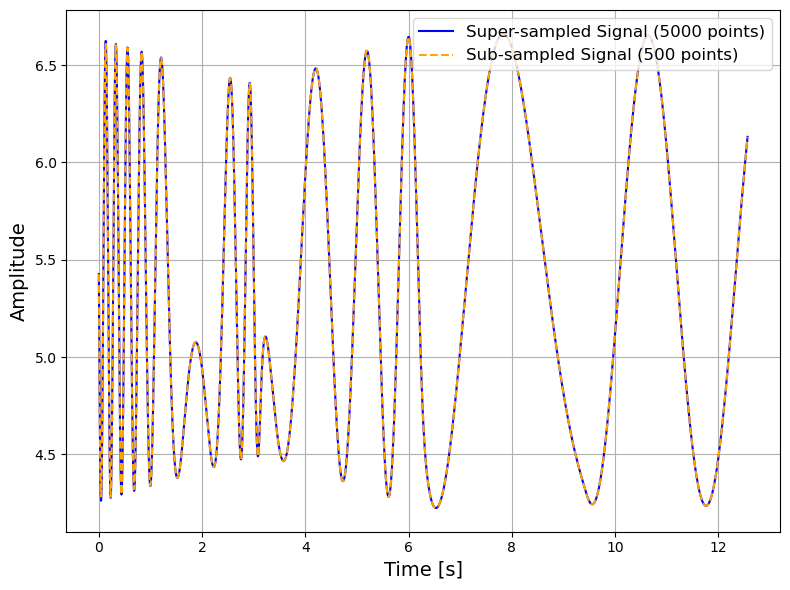 Super-sampled Signal (5000 points)
Sub-sampled Signal (500 points)
6.5
6.0
5.5
5.0
4.5
Amplitude
0 2 4 6 8 10 12
Time [s]